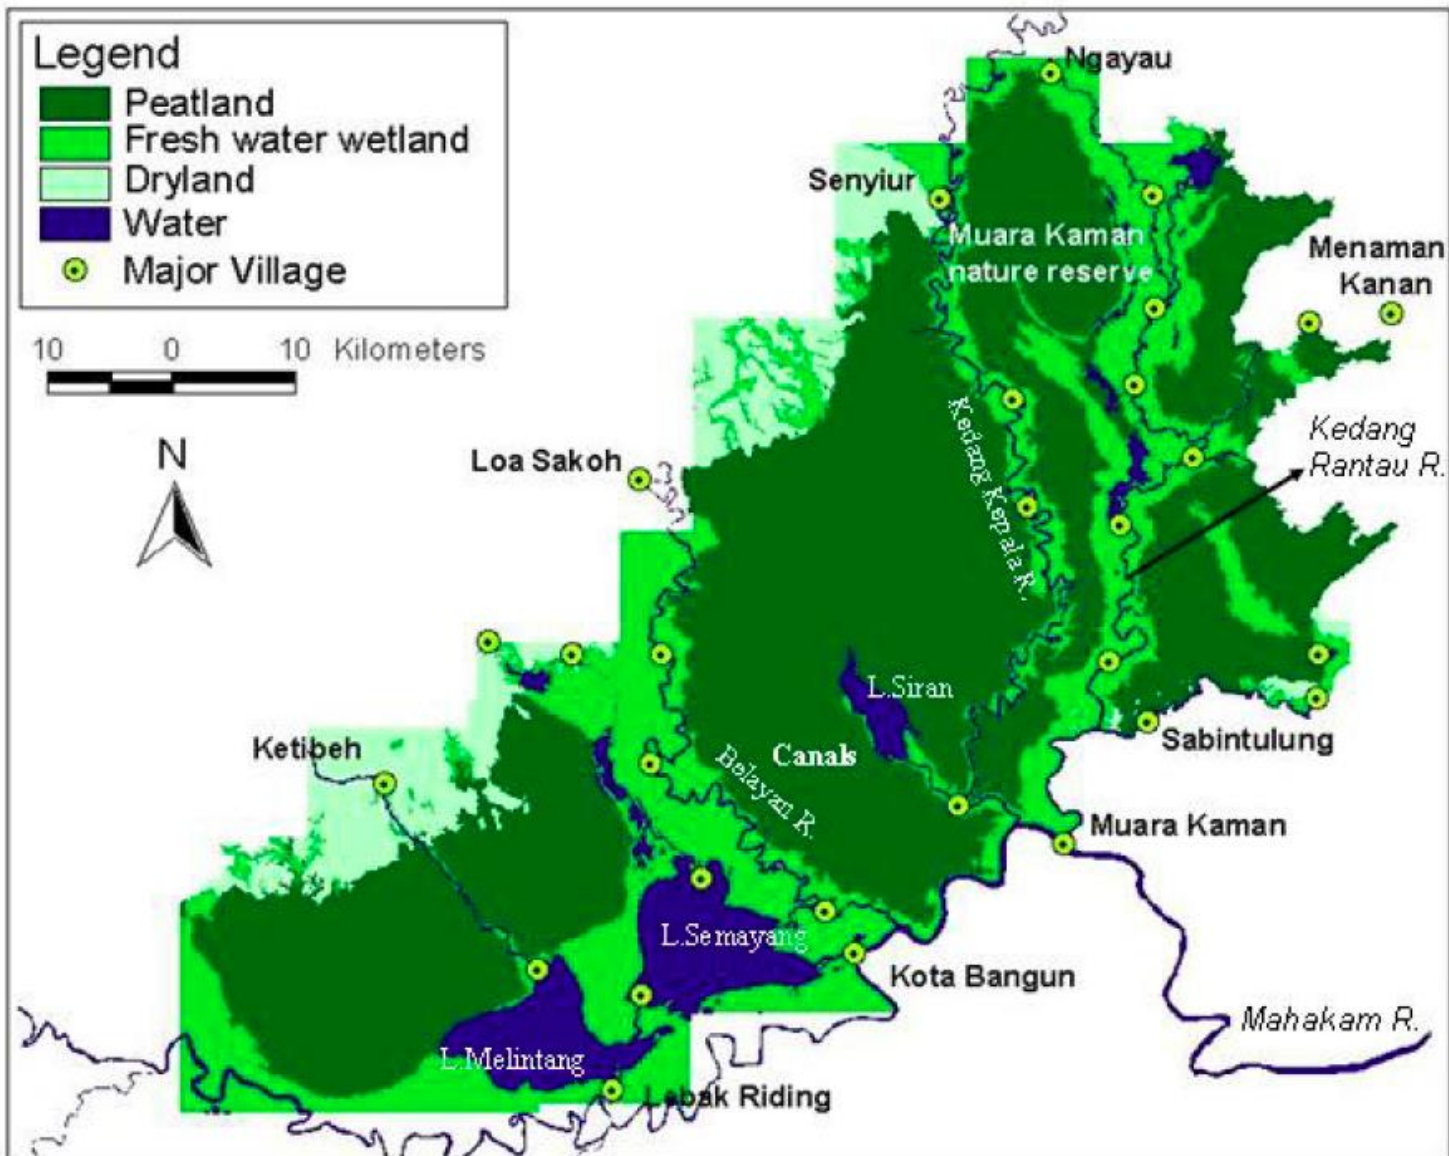 Legend
Peatland
Fresh water wetland
Dryland
Water
Major Village
10 0 10 Kilometers
N
Ngayau
Senyiur
Muara Kaman
nature reserve
Menaman
Kanan
Kedang
Rantau R.
Loa Sakoh
Kedang Kepala R.
L.Siran
Ketibeh
Canals
Belayan R.
Sabintulung
Muara Kaman
L.Semayang
Kota Bangun
Mahakam R.
L.Melintang
Lebak Riding